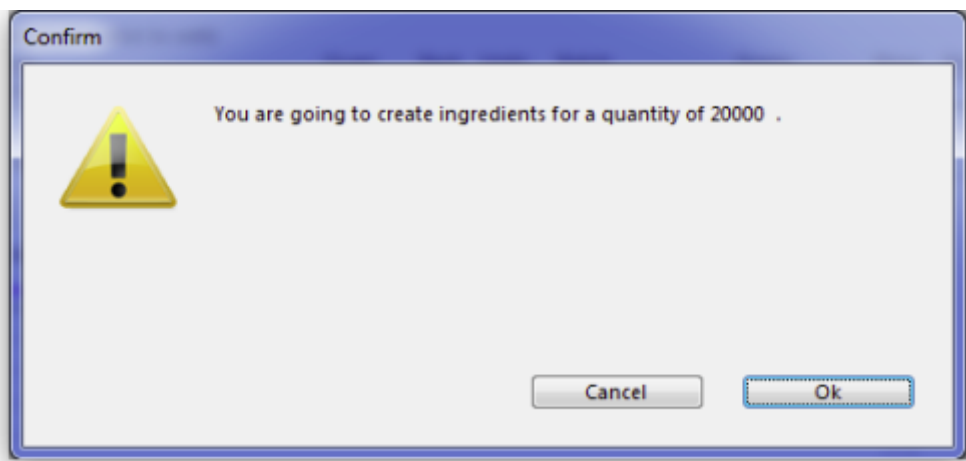 Confirm
You are going to create ingredients for a quantity of 20000  .
Cancel
Ok